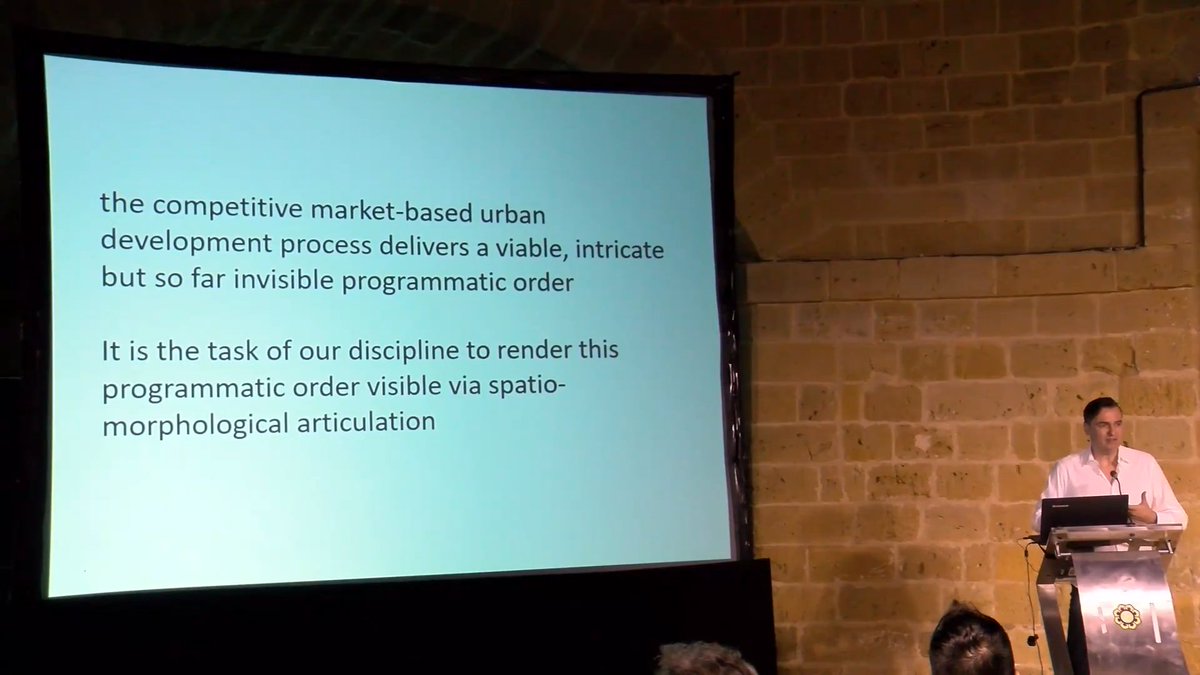 the competitive market-based urban
development process delivers a viable, intricate
but so far invisible programmatic order
It is the task of our discipline to render this
programmatic order visible via spatio-
morphological articulation